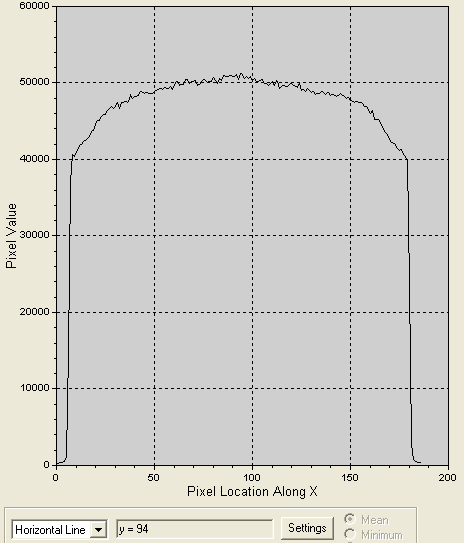 60000
50000
40000
30000
20000
10000
0
0 50 100 150 200
Pixel Value
Pixel Location Along X
Horizontal Line
y = 94
Settings
Mean
Minimum